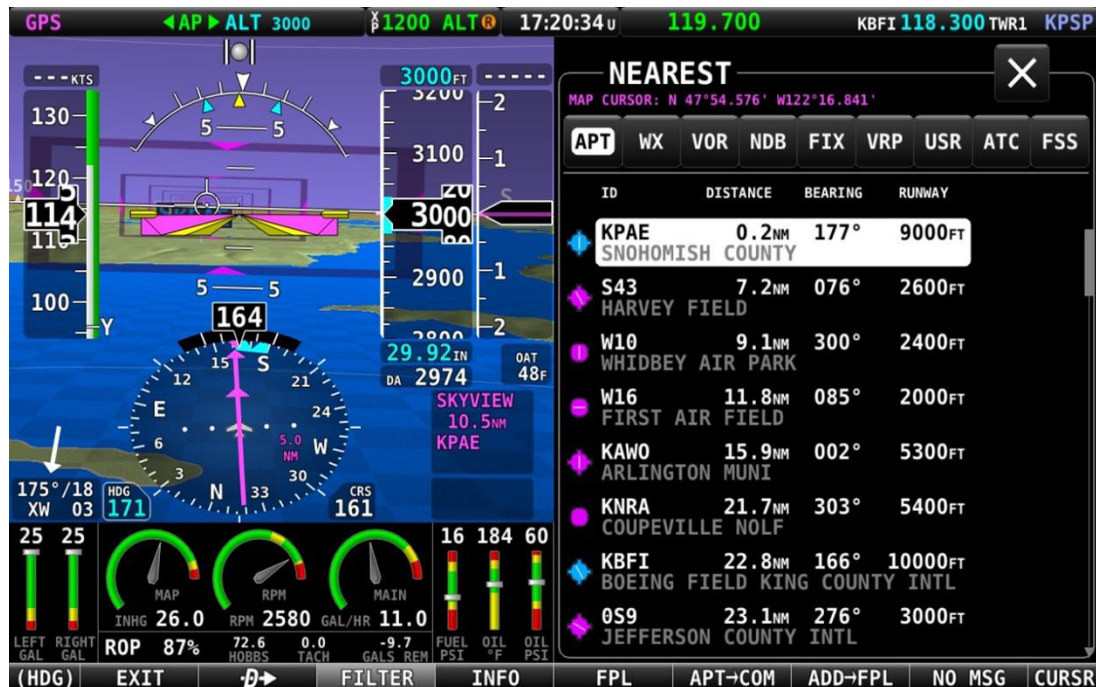 GPS ◀AP▶ ALT 3000 XP 1200 ALT R 17:20:34 U 119.700 KBFI 118.300 TWR1 KPSP
--- KTS
130
120
150
114
110
100
Y
5 5
5 5
3000 FT
3200
3100
3000
20
80
2900
2800
-----
2
1
1
2
S
164
12 15 S 21 24 W 30 33 N 3 6 E
5.0
NM
29.92 IN
DA 2974
OAT
48F
SKYVIEW
10.5NM
KPAE
175°/18
XW 03
HDG
171
CRS
161
NEAREST
X
MAP CURSOR: N 47°54.576' W122°16.841'
APT WX VOR NDB FIX VRP USR ATC FSS
ID DISTANCE BEARING RUNWAY
KPAE 0.2NM 177° 9000FT
SNOHOMISH COUNTY
S43 7.2NM 076° 2600FT
HARVEY FIELD
W10 9.1NM 300° 2400FT
WHIDBEY AIR PARK
W16 11.8NM 085° 2000FT
FIRST AIR FIELD
KAWO 15.9NM 002° 5300FT
ARLINGTON MUNI
KNRA 21.7NM 303° 5400FT
COUPEVILLE NOLF
KBFI 22.8NM 166° 10000FT
BOEING FIELD KING COUNTY INTL
0S9 23.1NM 276° 3000FT
JEFFERSON COUNTY INTL
25 25
LEFT RIGHT
GAL GAL
MAP
INHG 26.0
RPM
RPM 2580
MAIN
GAL/HR 11.0
ROP 87%
72.6 0.0 -9.7
HOBBS TACH GALS REM
16 184 60
FUEL OIL OIL
PSI °F PSI
(HDG) EXIT D FILTER INFO FPL APT→COM ADD→FPL NO MSG CURSR